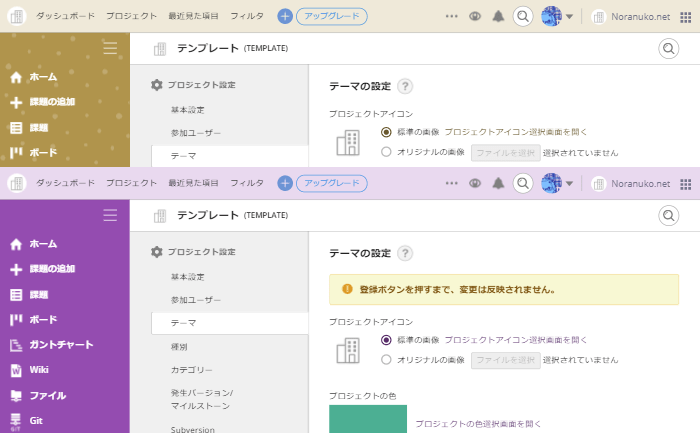 ダッシュボード プロジェクト 最近見た項目 フィルタ アップグレード Noranuko.net
テンプレート (TEMPLATE)
ホーム
課題の追加
課題
ボード
プロジェクト設定
基本設定
参加ユーザー
テーマ
テーマの設定 ?
プロジェクトアイコン
標準の画像 プロジェクトアイコン選択画面を開く
オリジナルの画像 ファイルを選択 選択されていません
ダッシュボード プロジェクト 最近見た項目 フィルタ アップグレード Noranuko.net
テンプレート (TEMPLATE)
ホーム
課題の追加
課題
ボード
ガントチャート
Wiki
ファイル
Git
プロジェクト設定
基本設定
参加ユーザー
テーマ
種別
カテゴリー
発生バージョン/
マイルストーン
Subversion
テーマの設定 ?
登録ボタンを押すまで、変更は反映されません。
プロジェクトアイコン
標準の画像 プロジェクトアイコン選択画面を開く
オリジナルの画像 ファイルを選択 選択されていません
プロジェクトの色
プロジェクトの色選択画面を開く